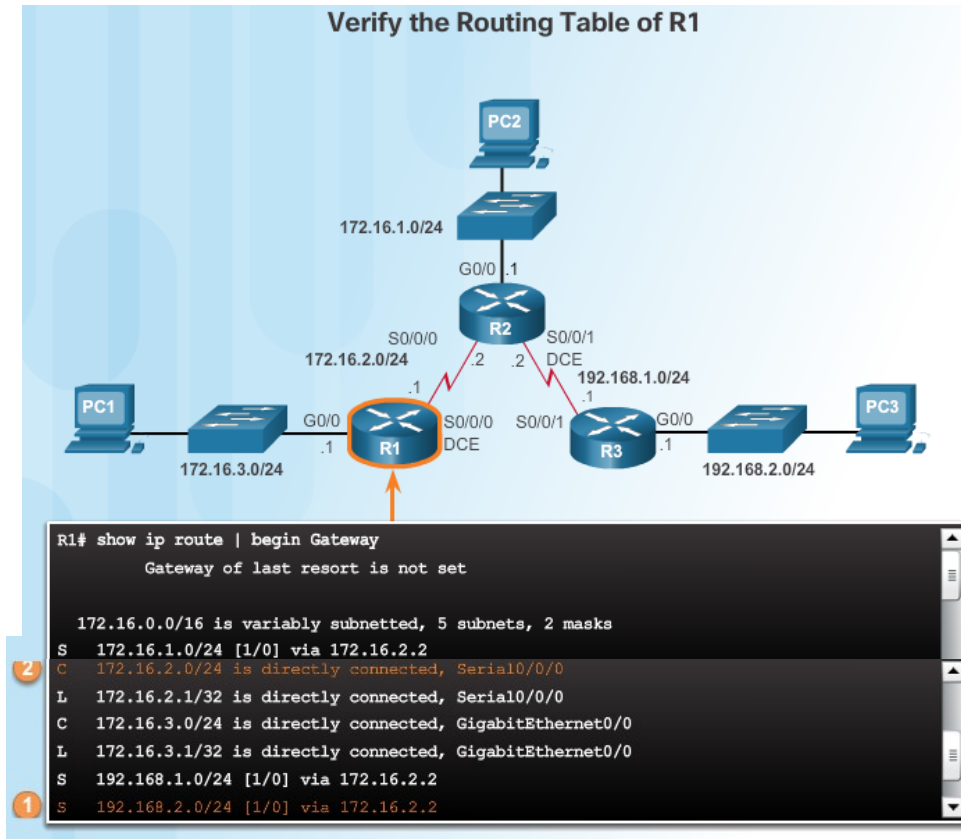 Verify the Routing Table of R1
PC2
172.16.1.0/24
G0/0 .1
R2
S0/0/0
S0/0/1
172.16.2.0/24
.2
.2
DCE
192.168.1.0/24
.1
.1
PC1
G0/0
S0/0/0
S0/0/1
G0/0
PC3
.1
R1
DCE
R3
.1
172.16.3.0/24
192.168.2.0/24
R1# show ip route | begin Gateway
Gateway of last resort is not set
172.16.0.0/16 is variably subnetted, 5 subnets, 2 masks
S 172.16.1.0/24 [1/0] via 172.16.2.2
2 C 172.16.2.0/24 is directly connected, Serial0/0/0
L 172.16.2.1/32 is directly connected, Serial0/0/0
C 172.16.3.0/24 is directly connected, GigabitEthernet0/0
L 172.16.3.1/32 is directly connected, GigabitEthernet0/0
S 192.168.1.0/24 [1/0] via 172.16.2.2
1 S 192.168.2.0/24 [1/0] via 172.16.2.2